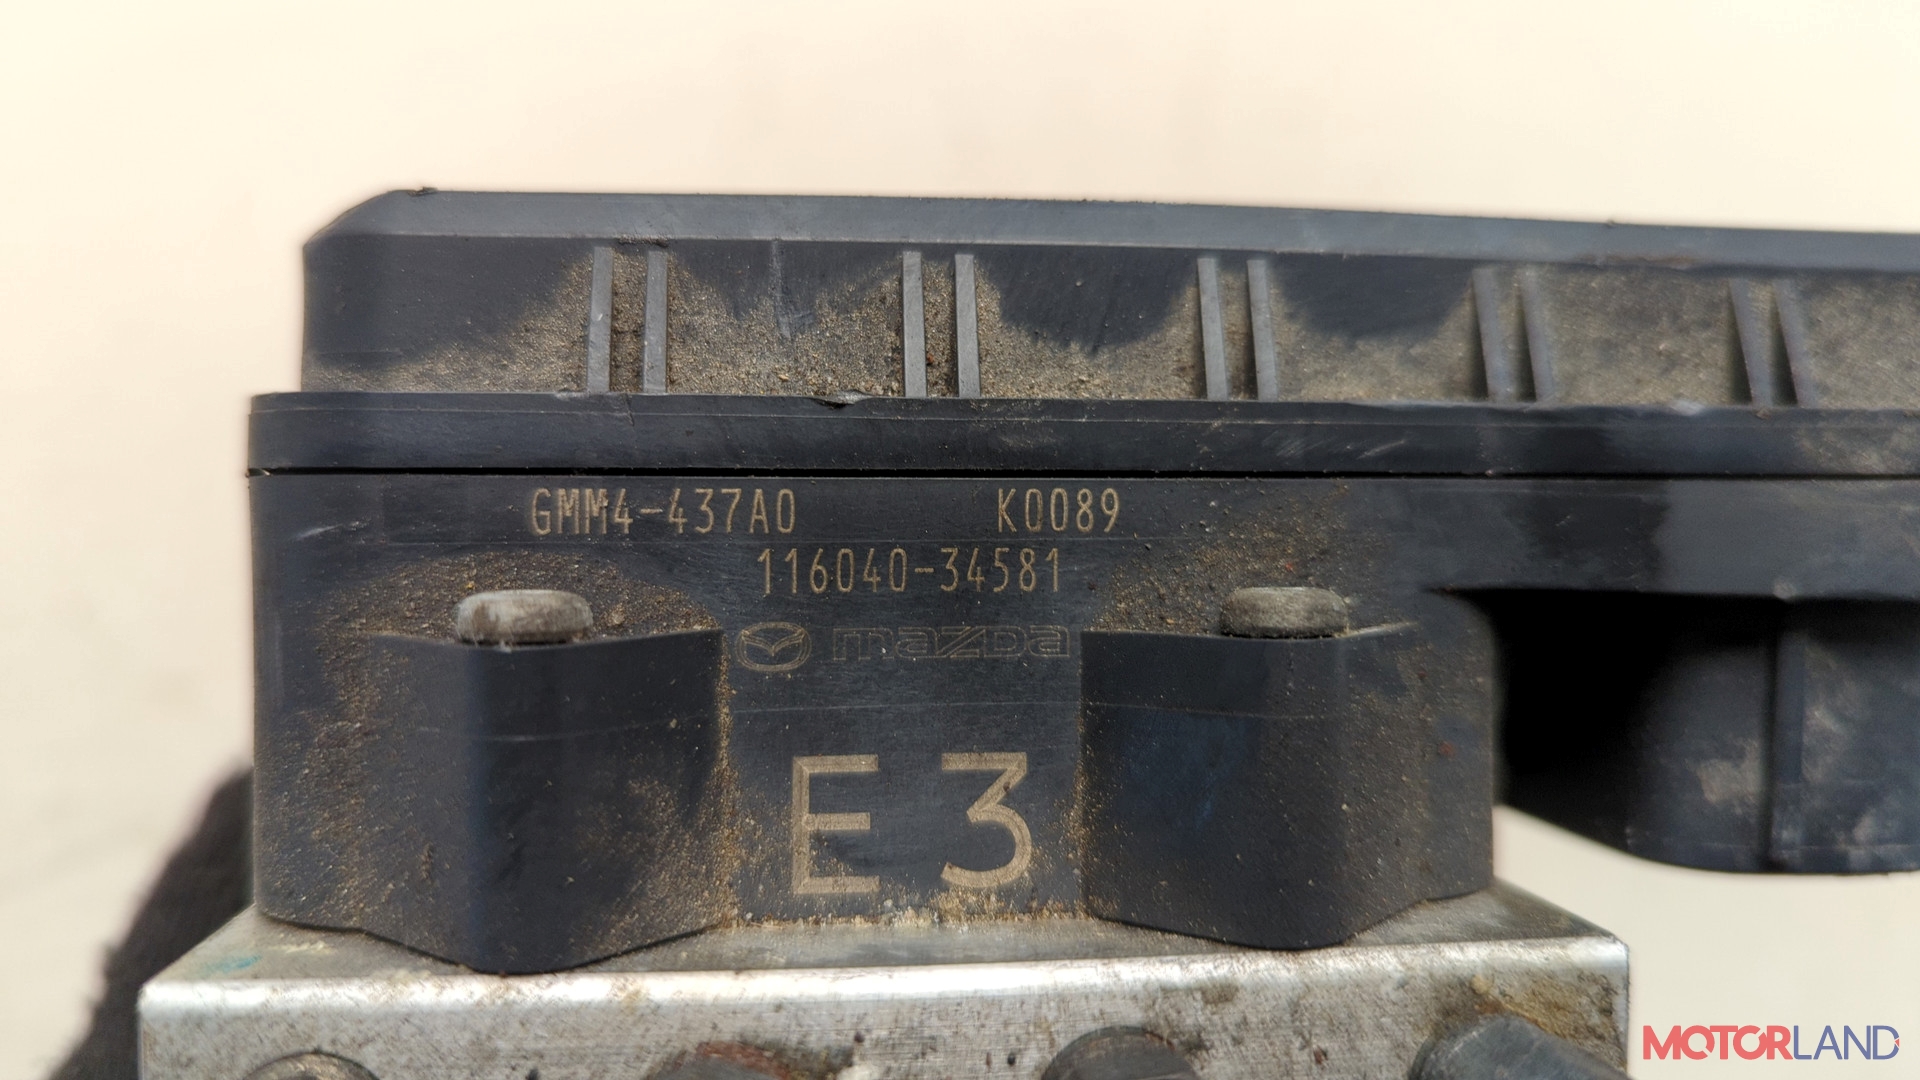 GMM4-437A0 K0089
116040-34581
mazDa
E3
MOTORLAND